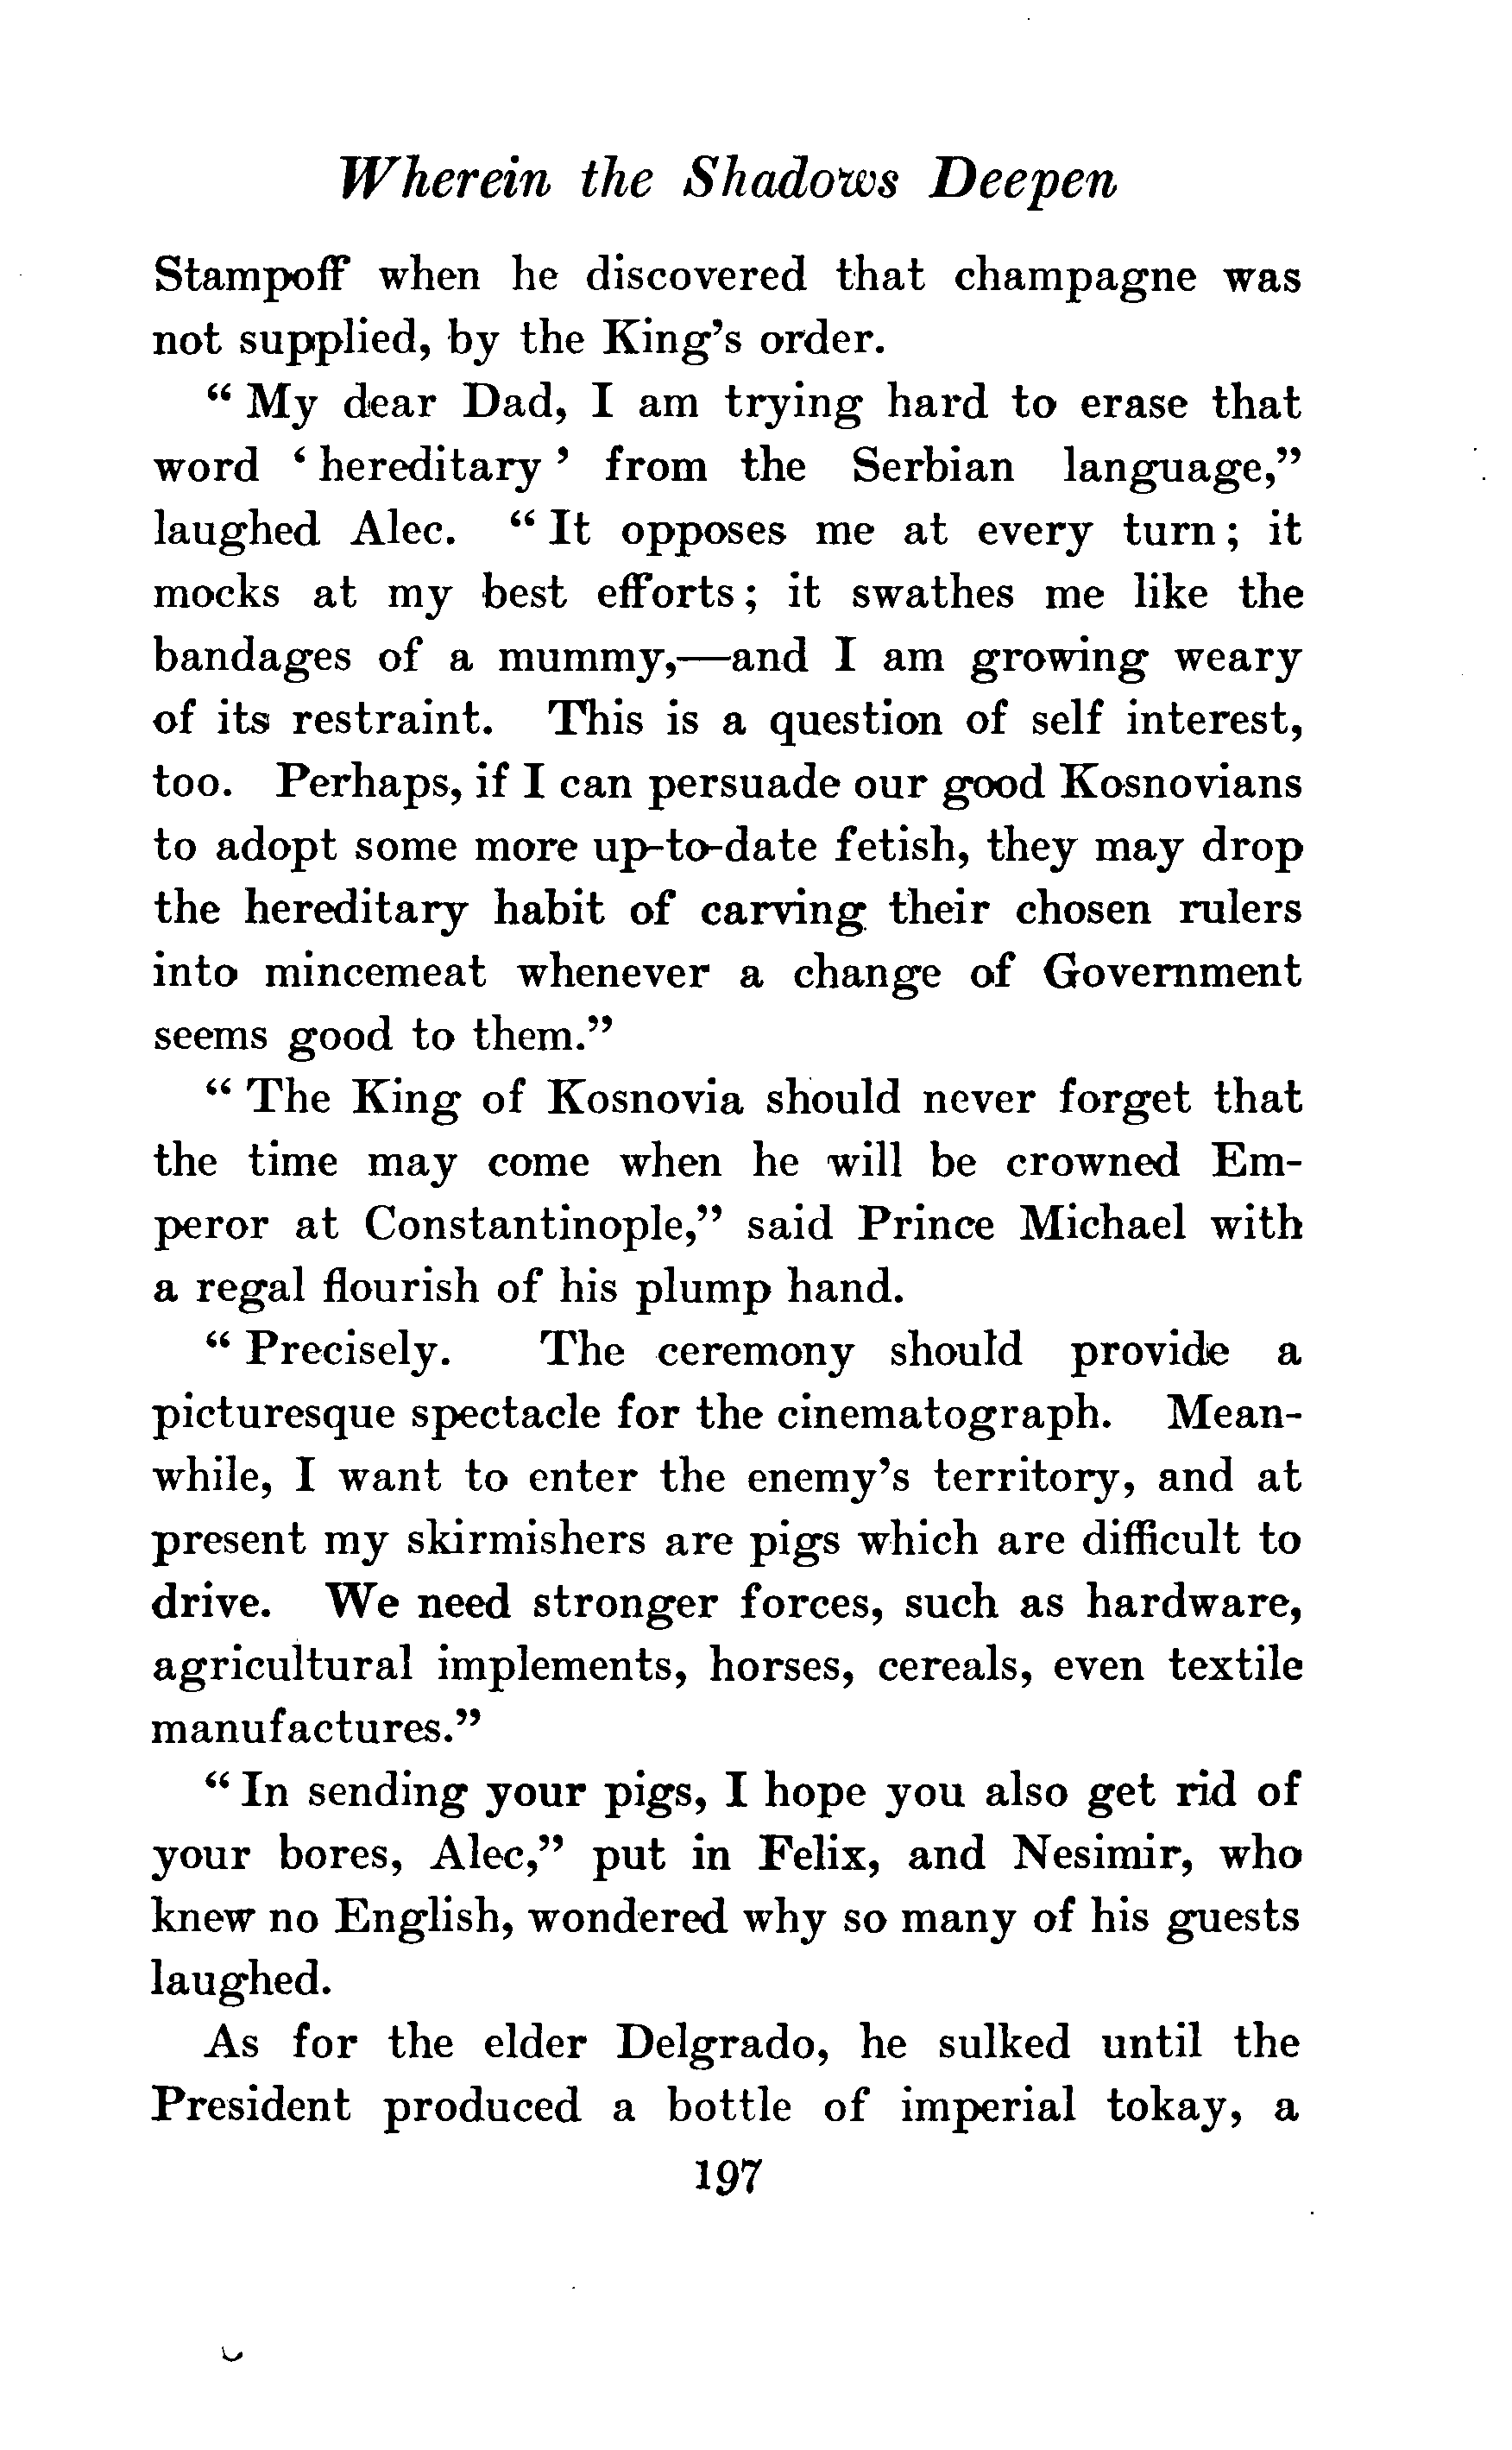 Wherein the Shadows Deepen
Stampoff when he discovered that champagne was
not supplied, by the King's order.
“ My dear Dad, I am trying hard to erase that
word ‘ hereditary ’ from the Serbian language,”
laughed Alec. “ It opposes me at every turn ; it
mocks at my best efforts ; it swathes me like the
bandages of a mummy,—and I am growing weary
of its restraint. This is a question of self interest,
too. Perhaps, if I can persuade our good Kosnovians
to adopt some more up-to-date fetish, they may drop
the hereditary habit of carving their chosen rulers
into mincemeat whenever a change of Government
seems good to them.”
“ The King of Kosnovia should never forget that
the time may come when he will be crowned Em-
peror at Constantinople,” said Prince Michael with
a regal flourish of his plump hand.
“ Precisely. The ceremony should provide a
picturesque spectacle for the cinematograph. Mean-
while, I want to enter the enemy's territory, and at
present my skirmishers are pigs which are difficult to
drive. We need stronger forces, such as hardware,
agricultural implements, horses, cereals, even textile
manufactures.”
“ In sending your pigs, I hope you also get rid of
your bores, Alec,” put in Felix, and Nesimir, who
knew no English, wondered why so many of his guests
laughed.
As for the elder Delgrado, he sulked until the
President produced a bottle of imperial tokay, a
197